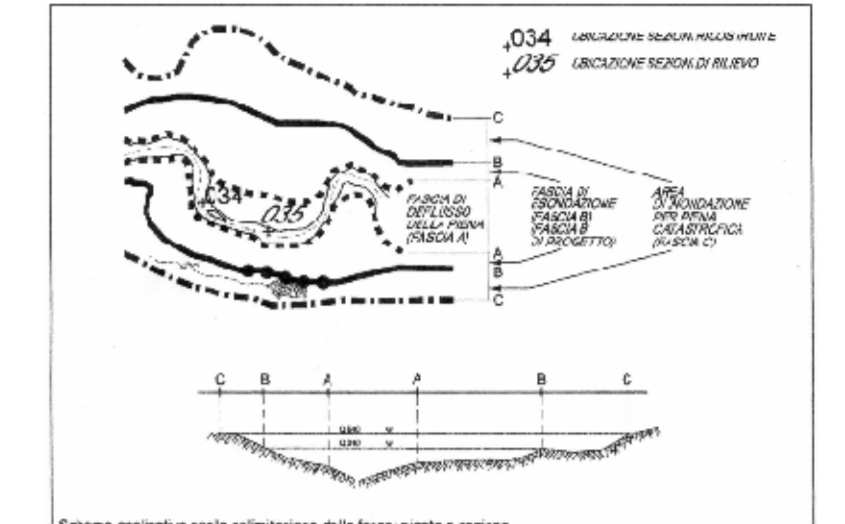 034 UBICAZIONE SEZIONI RICOSTRUITE
035 UBICAZIONE SEZIONI DI RILIEVO
C
B
A
034
035
FASCIA DI
DEFLUSSO
DELLA PIENA
(FASCIA A)
FASCIA DI
ESONDAZIONE
(FASCIA B)
(FASCIA B
DI PROGETTO)
AREA
DI INONDAZIONE
PER PIENA
CATASTROFICA
(FASCIA C)
A
B
C
C B A A B C